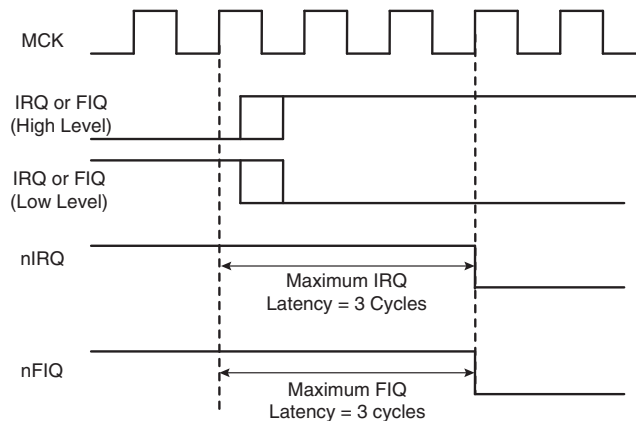 MCK
IRQ or FIQ
(High Level)
IRQ or FIQ
(Low Level)
nIRQ
Maximum IRQ
Latency = 3 Cycles
nFIQ
Maximum FIQ
Latency = 3 cycles